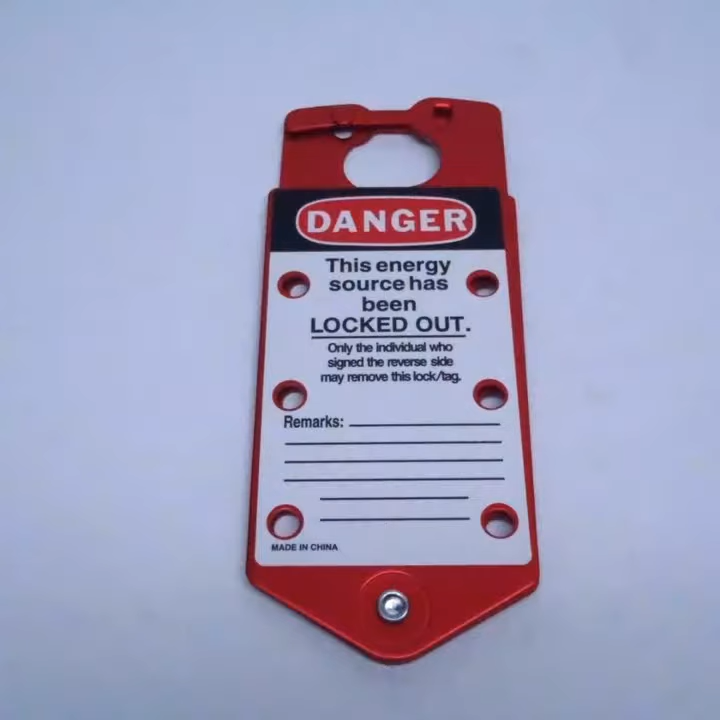 DANGER
This energy
source has
been
LOCKED OUT.
Only the individual who
signed the reverse side
may remove this lock/tag.
Remarks:
MADE IN CHINA